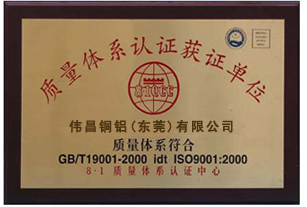 质量体系认证获证单位
SIQCC
伟昌铜铝(东莞)有限公司
质量体系符合
GB/T19001-2000 idt ISO9001:2000
8·1 质量体系认证中心